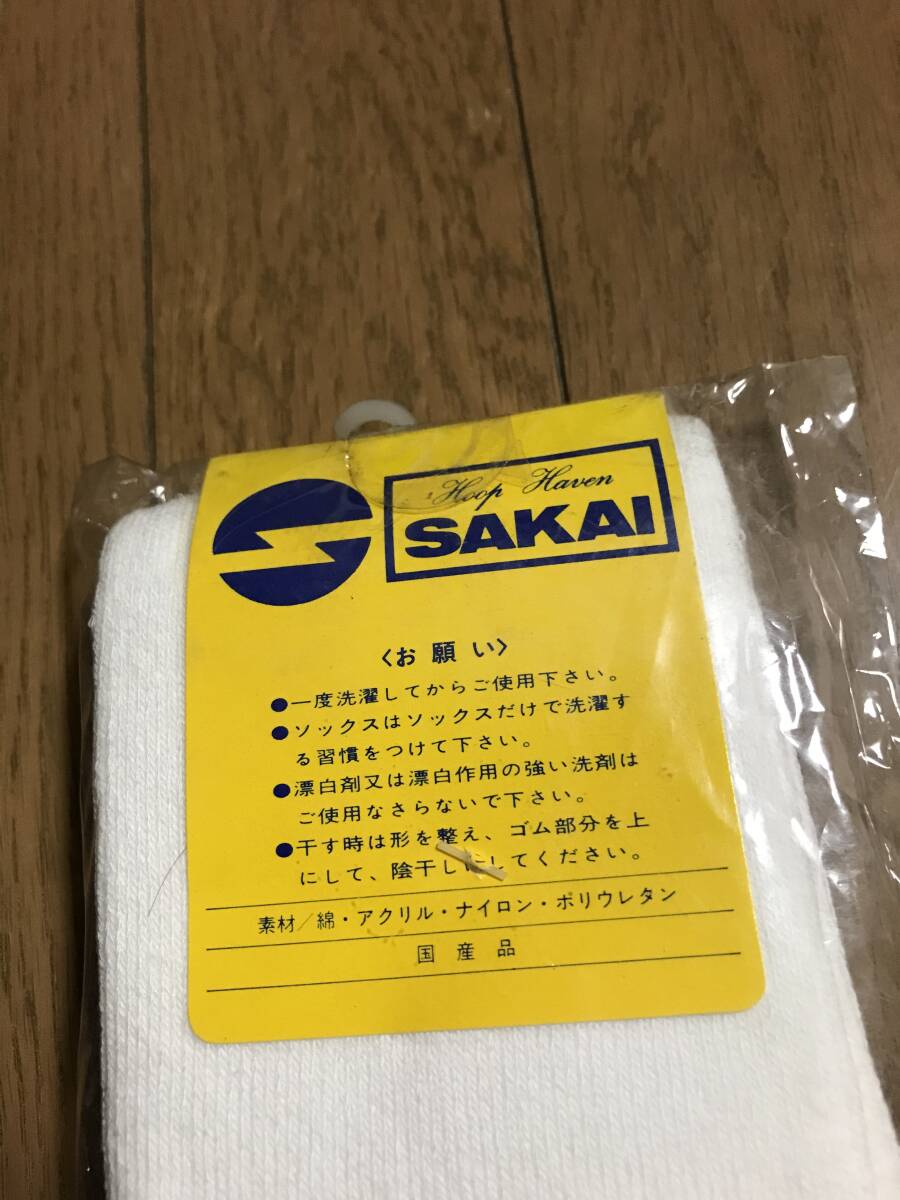 Hoop Haven
SAKAI
〈お願い〉
●一度洗濯してからご使用下さい。
●ソックスはソックスだけで洗濯す
る習慣をつけて下さい。
●漂白剤又は漂白作用の強い洗剤は
ご使用なさらないで下さい。
●干す時は形を整え、ゴム部分を上
にして、陰干しにしてください。
素材／綿・アクリル・ナイロン・ポリウレタン
国産品